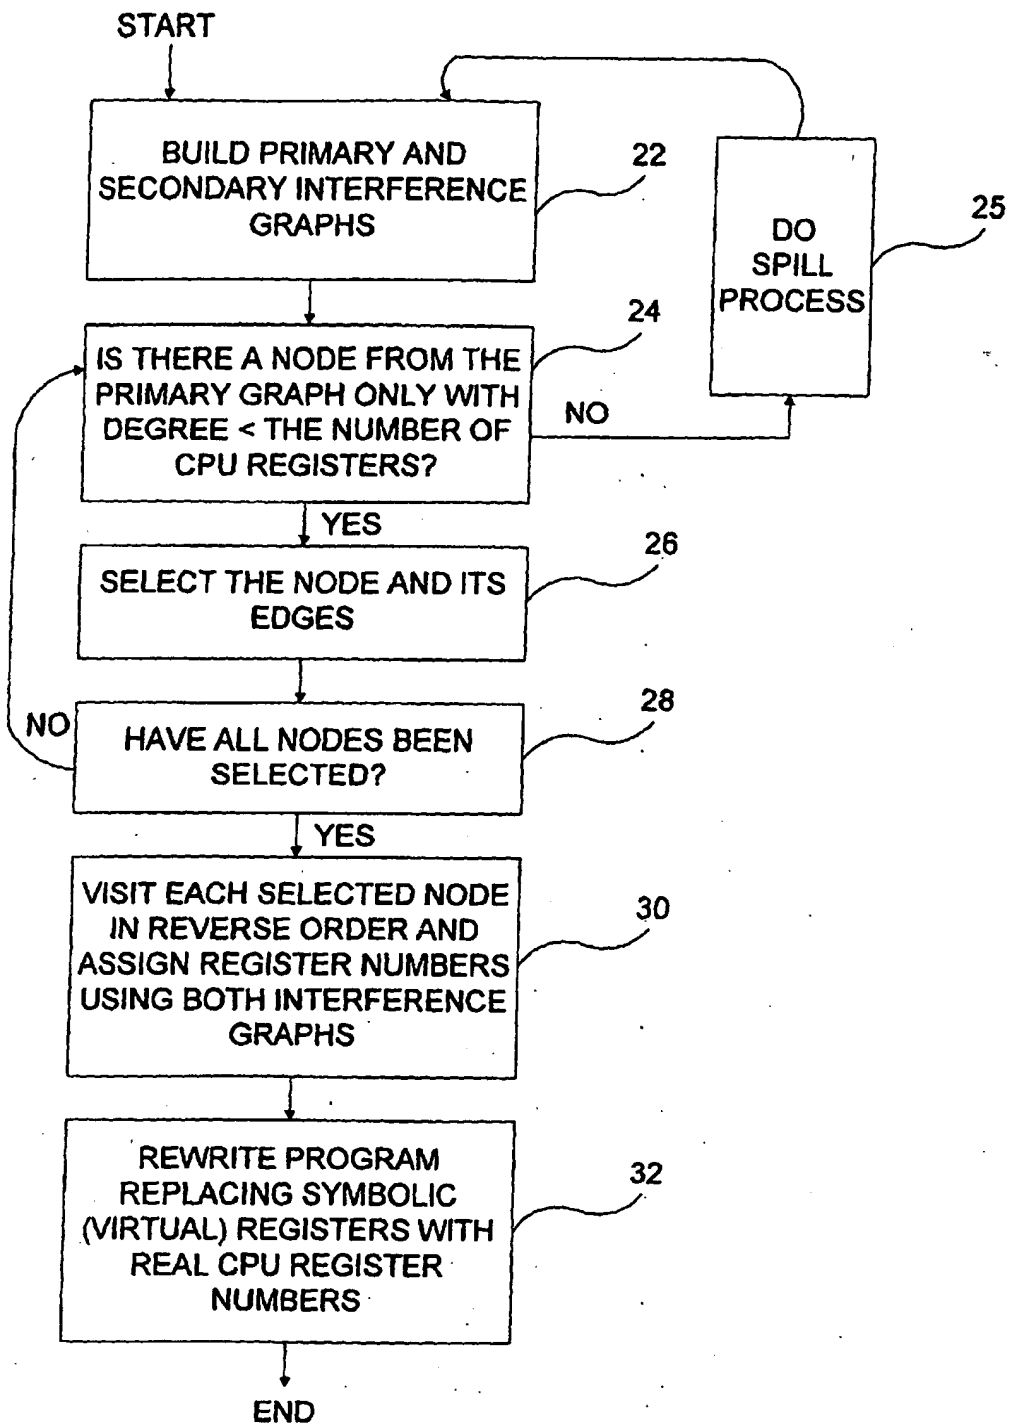 START
BUILD PRIMARY AND
SECONDARY INTERFERENCE
GRAPHS
22
DO
SPILL
PROCESS
25
IS THERE A NODE FROM THE
PRIMARY GRAPH ONLY WITH
DEGREE < THE NUMBER OF
CPU REGISTERS?
24
NO
YES
SELECT THE NODE AND ITS
EDGES
26
NO
HAVE ALL NODES BEEN
SELECTED?
28
YES
VISIT EACH SELECTED NODE
IN REVERSE ORDER AND
ASSIGN REGISTER NUMBERS
USING BOTH INTERFERENCE
GRAPHS
30
REWRITE PROGRAM
REPLACING SYMBOLIC
(VIRTUAL) REGISTERS WITH
REAL CPU REGISTER
NUMBERS
32
END